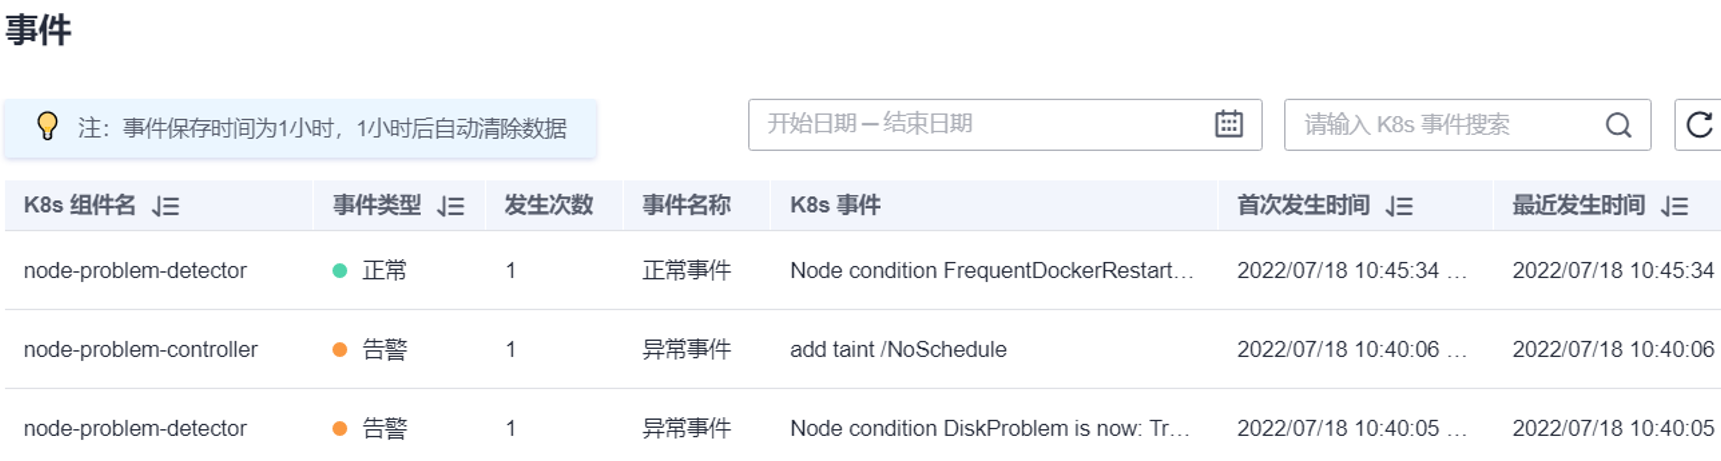 事件
注：事件保存时间为1小时，1小时后自动清除数据
开始日期 — 结束日期
请输入 K8s 事件搜索
K8s 组件名 事件类型 发生次数 事件名称 K8s 事件 首次发生时间 最近发生时间
node-problem-detector 正常 1 正常事件 Node condition FrequentDockerRestart... 2022/07/18 10:45:34 ... 2022/07/18 10:45:34
node-problem-controller 告警 1 异常事件 add taint /NoSchedule 2022/07/18 10:40:06 ... 2022/07/18 10:40:06
node-problem-detector 告警 1 异常事件 Node condition DiskProblem is now: Tr... 2022/07/18 10:40:05 ... 2022/07/18 10:40:05